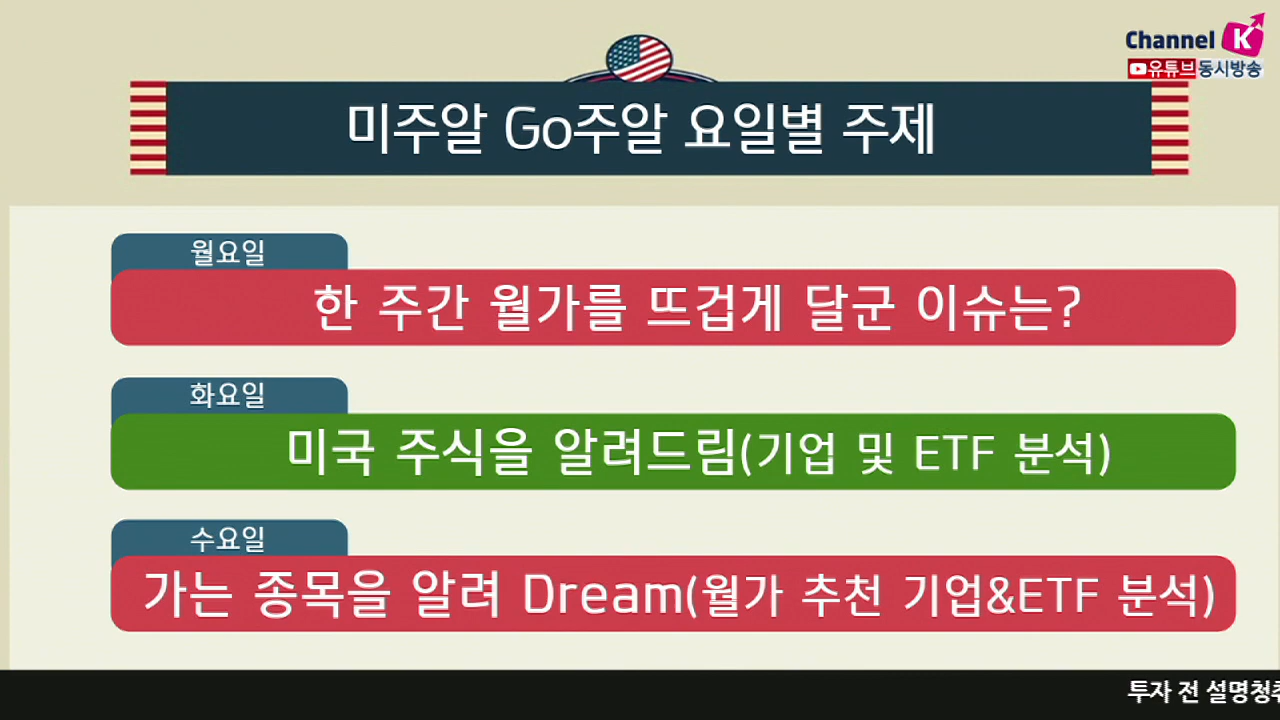 Channel K
유튜브 동시방송
미주알 Go주알 요일별 주제
월요일
한 주간 월가를 뜨겁게 달군 이슈는?
화요일
미국 주식을 알려드림(기업 및 ETF 분석)
수요일
가는 종목을 알려 Dream(월가 추천 기업&ETF 분석)
투자 전 설명청취